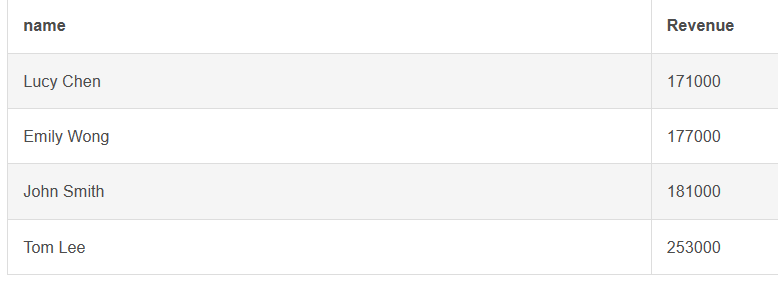 name Revenue
Lucy Chen 171000
Emily Wong 177000
John Smith 181000
Tom Lee 253000